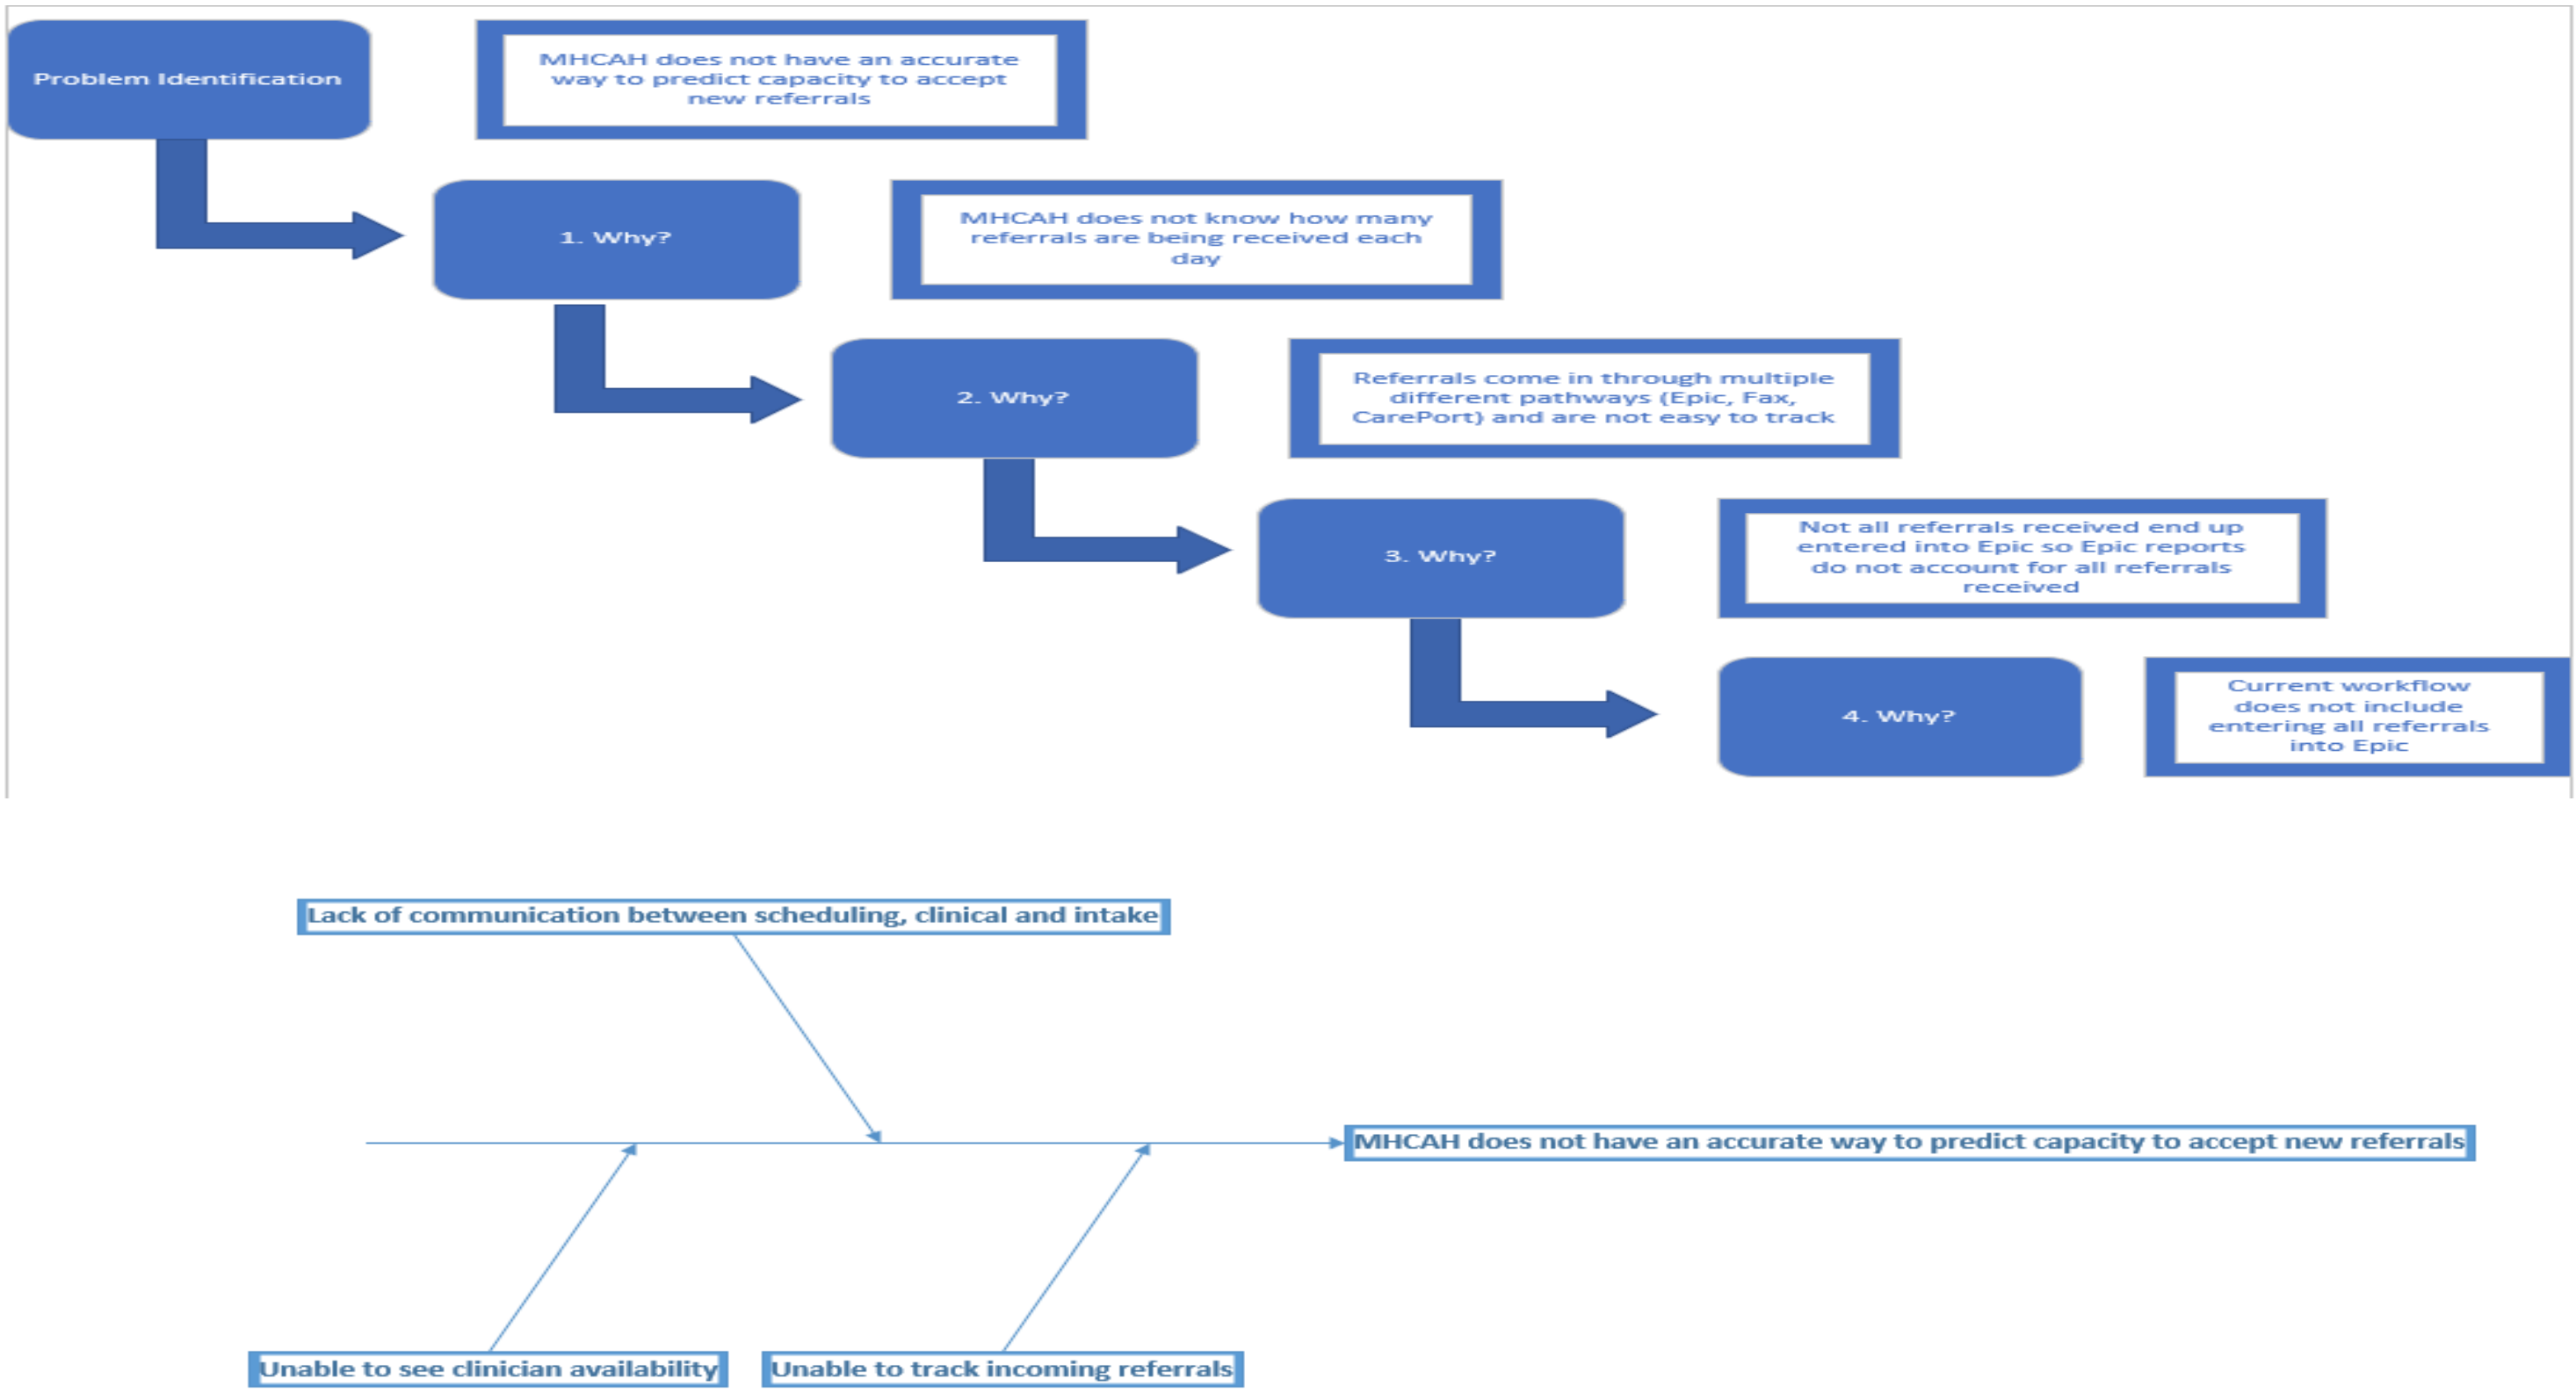 Problem Identification
MHCAH does not have an accurate
way to predict capacity to accept
new referrals
1. Why?
MHCAH does not know how many
referrals are being received each
day
2. Why?
Referrals come in through multiple
different pathways (Epic, Fax,
CarePort) and are not easy to track
3. Why?
Not all referrals received end up
entered into Epic so Epic reports
do not account for all referrals
received
4. Why?
Current workflow
does not include
entering all referrals
into Epic
Lack of communication between scheduling, clinical and intake
MHCAH does not have an accurate way to predict capacity to accept new referrals
Unable to see clinician availability
Unable to track incoming referrals